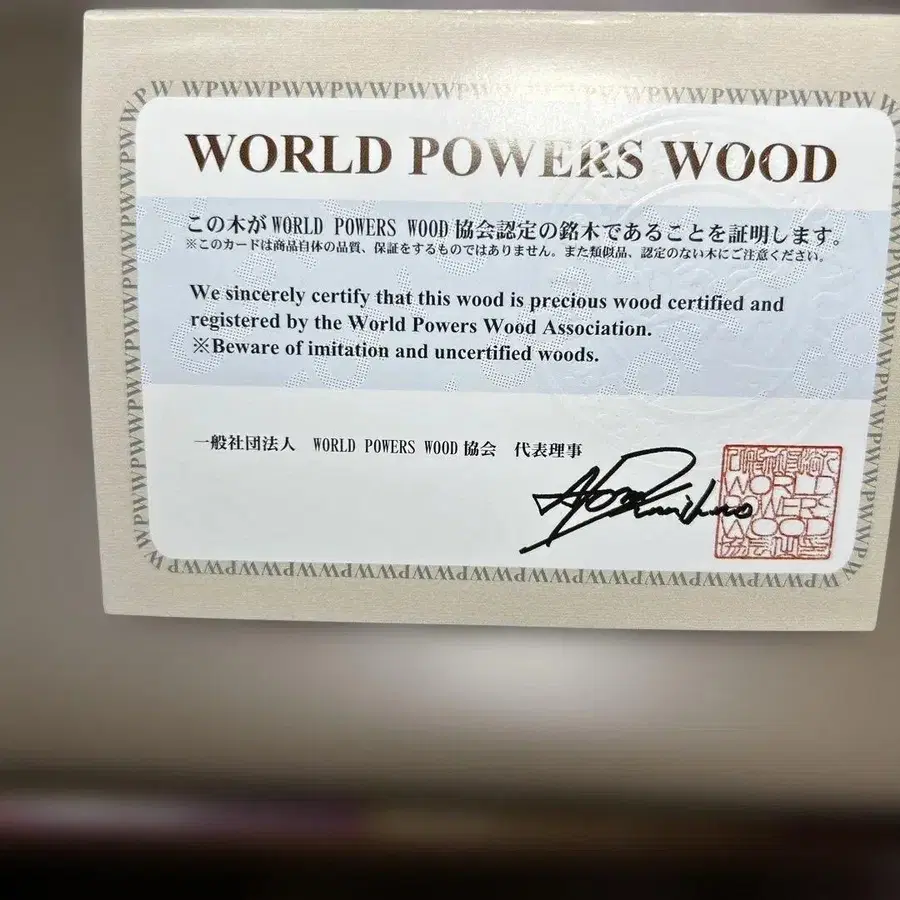 WPWWPWWPWWPWWPWWPWWPWWPWWPWWPW
WORLD POWERS WOOD
この木がWORLD POWERS WOOD協会認定の銘木であることを証明します。
※このカードは商品自体の品質、保証をするものではありません。また類似品、認定のない木にご注意ください。
We sincerely certify that this wood is precious wood certified and
registered by the World Powers Wood Association.
※Beware of imitation and uncertified woods.
一般社団法人 WORLD POWERS WOOD 協会 代表理事
WORLD
POWERS
WOOD